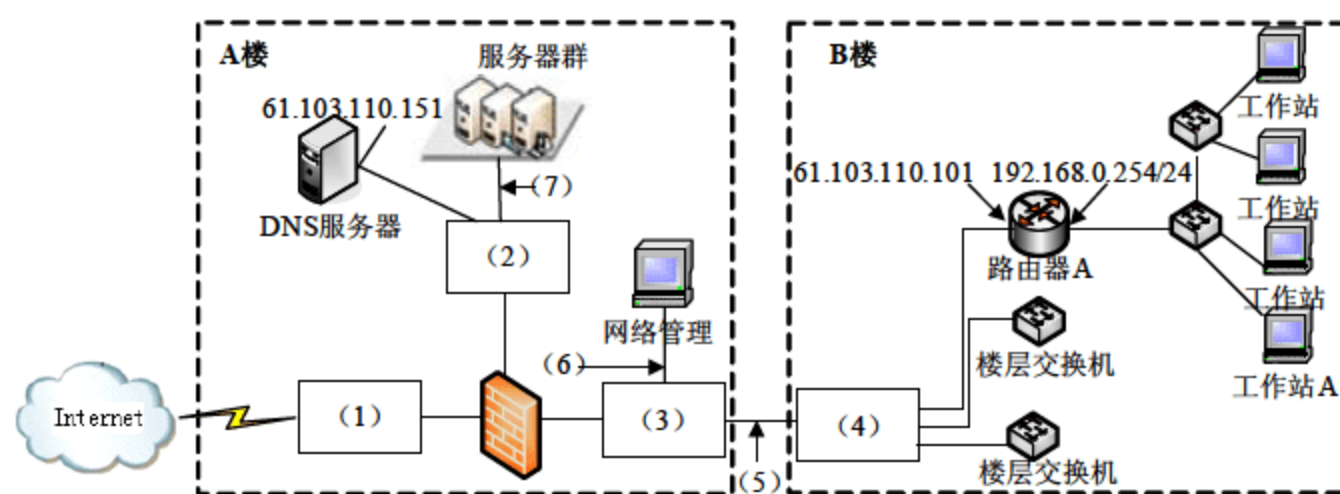 A楼
服务器群
61.103.110.151
(7)
DNS服务器
(2)
网络管理
(6)
Internet
(1)
(3)
(5)
B楼
工作站
61.103.110.101
192.168.0.254/24
工作站
路由器A
工作站
楼层交换机
工作站A
(4)
楼层交换机